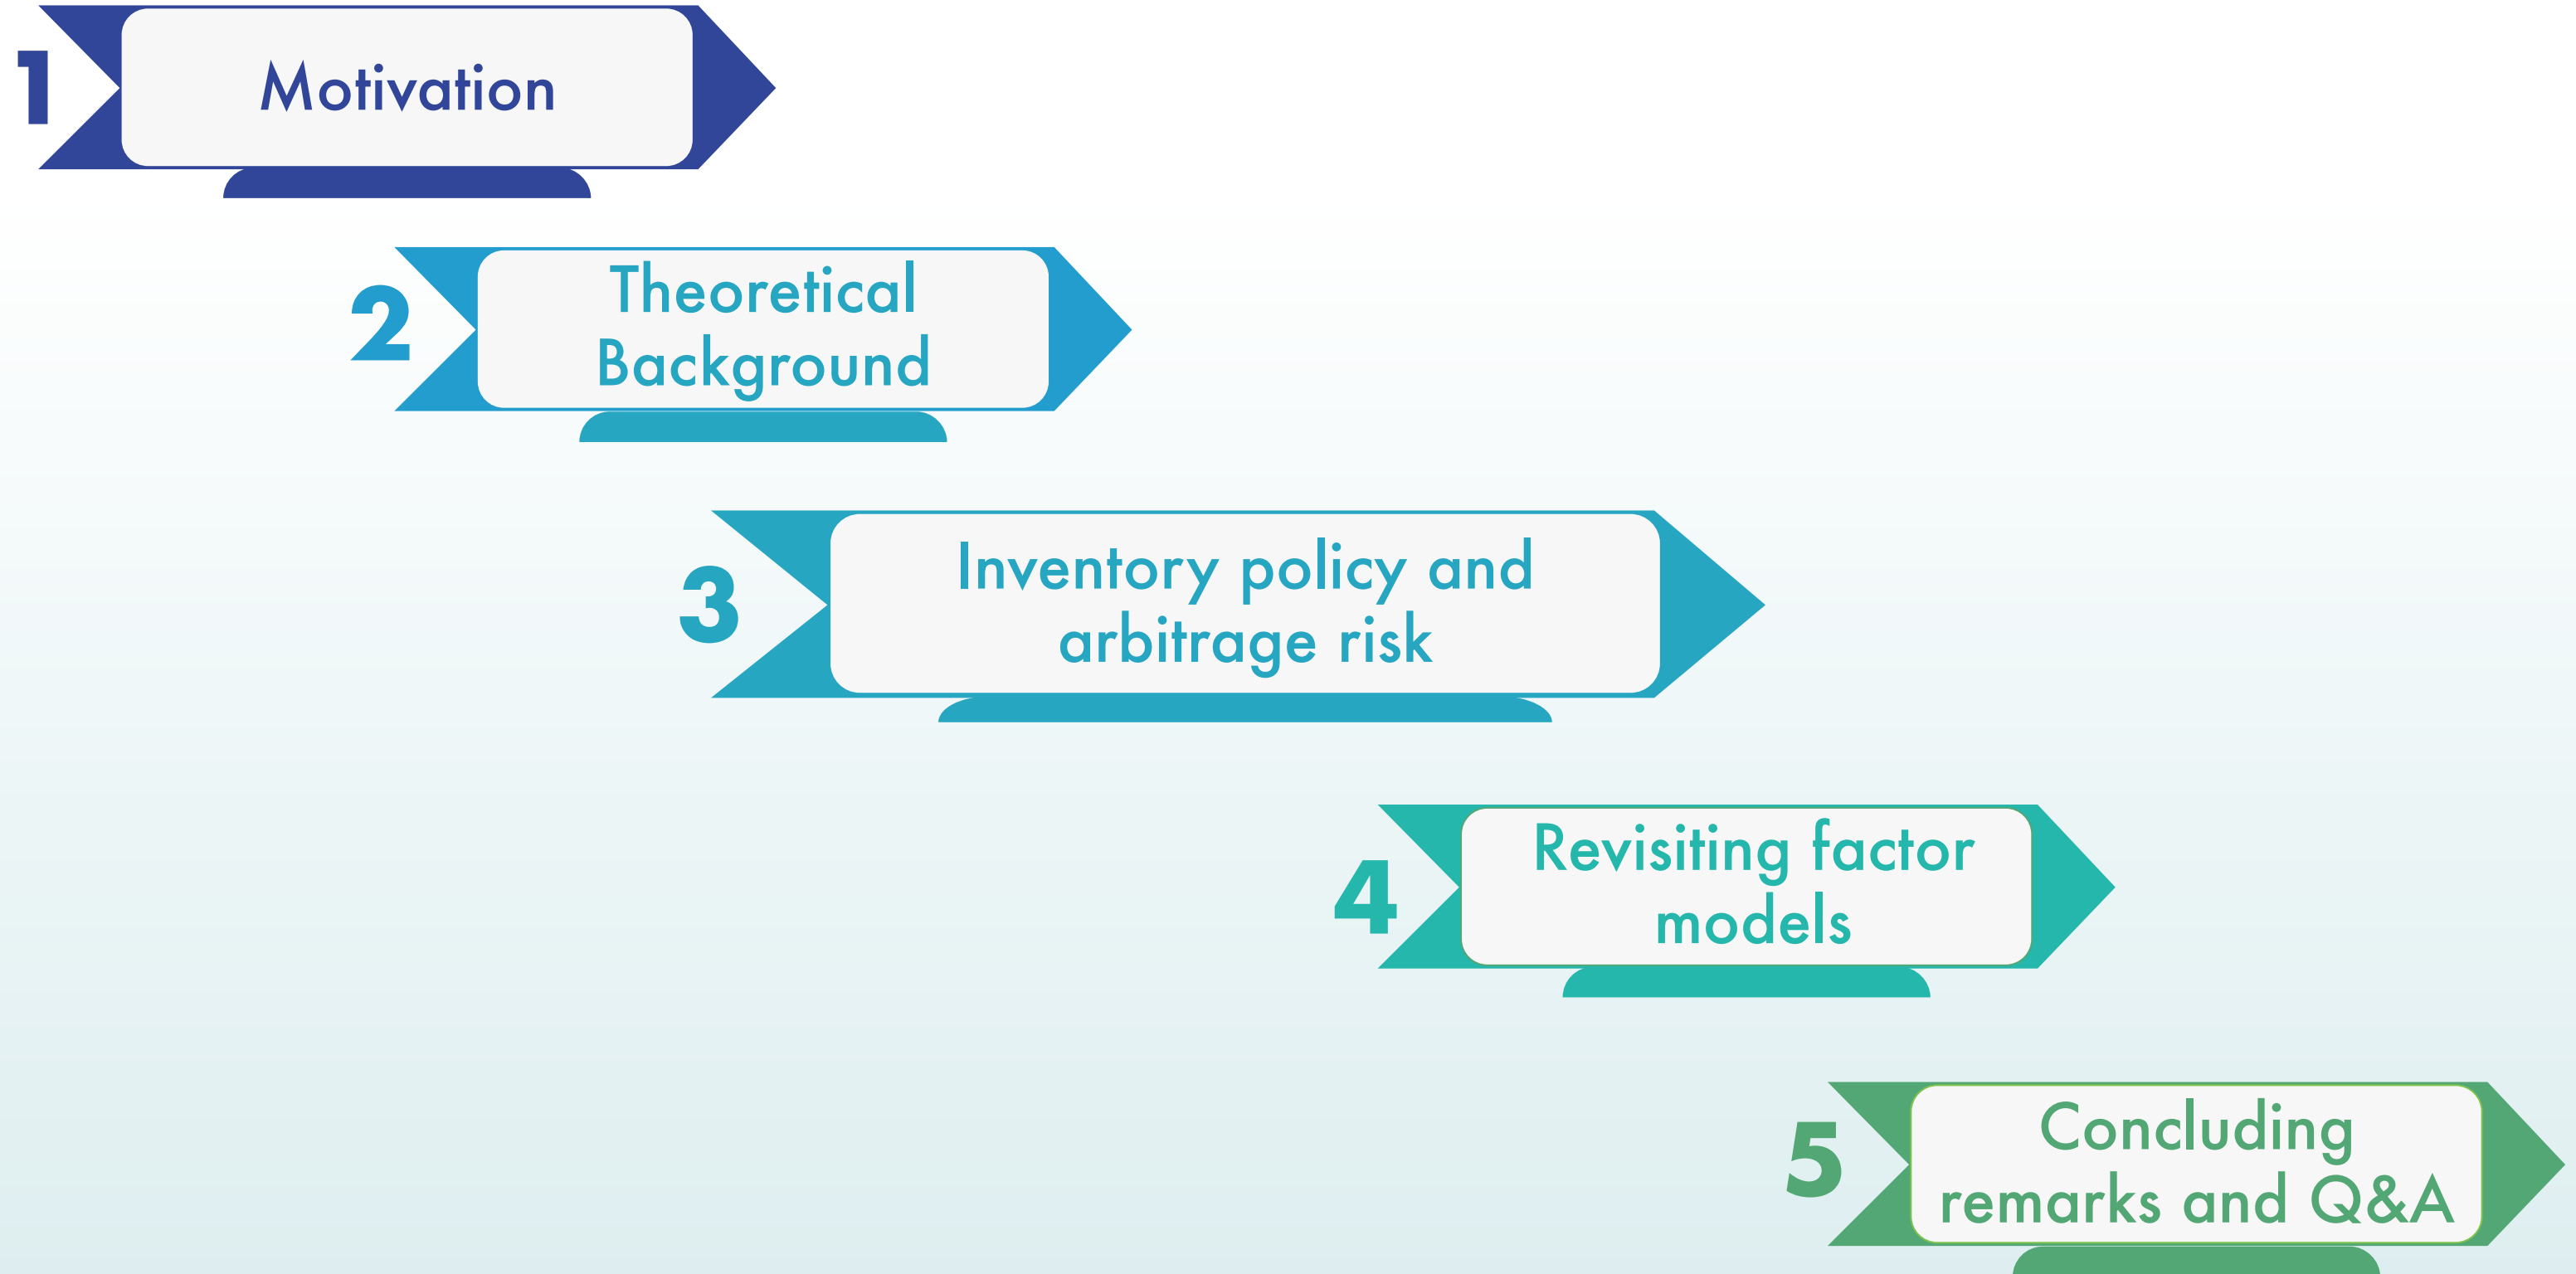 1
Motivation
2
Theoretical
Background
3
Inventory policy and
arbitrage risk
4
Revisiting factor
models
5
Concluding
remarks and Q&A